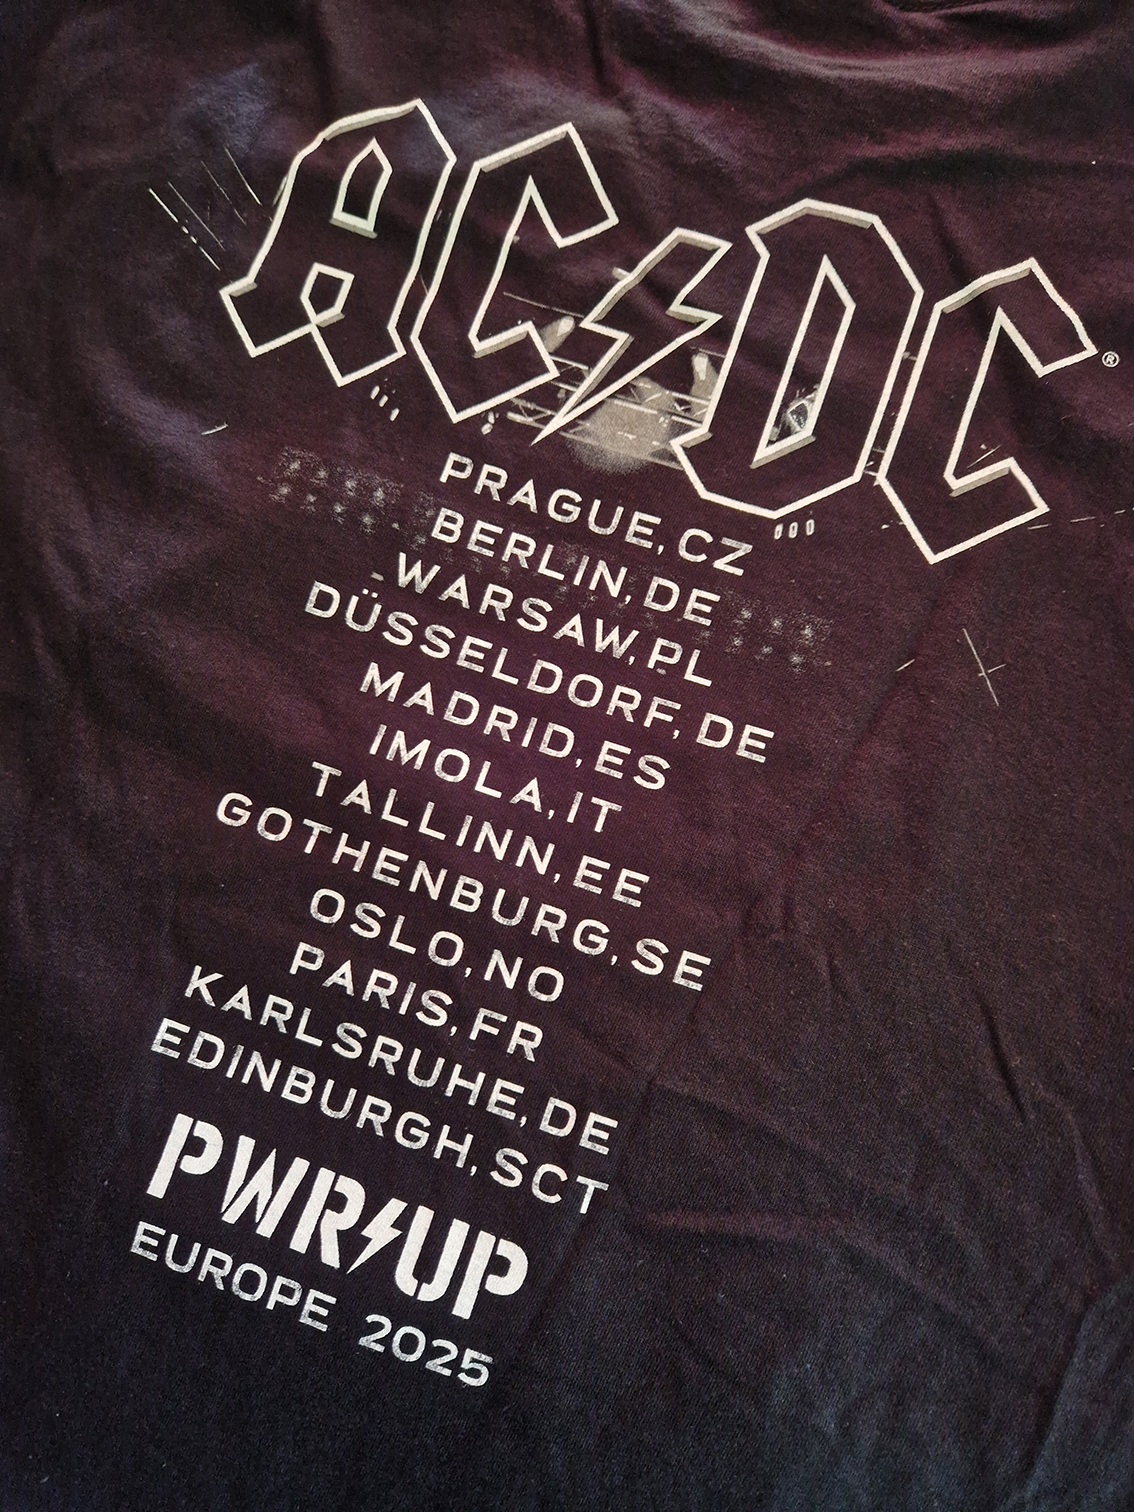 AC⚡DC®
PRAGUE, CZ
BERLIN, DE
WARSAW, PL
DÜSSELDORF, DE
MADRID, ES
IMOLA, IT
TALLINN, EE
GOTHENBURG, SE
OSLO, NO
PARIS, FR
KARLSRUHE, DE
EDINBURGH, SCT
PWR⚡UP
EUROPE 2025